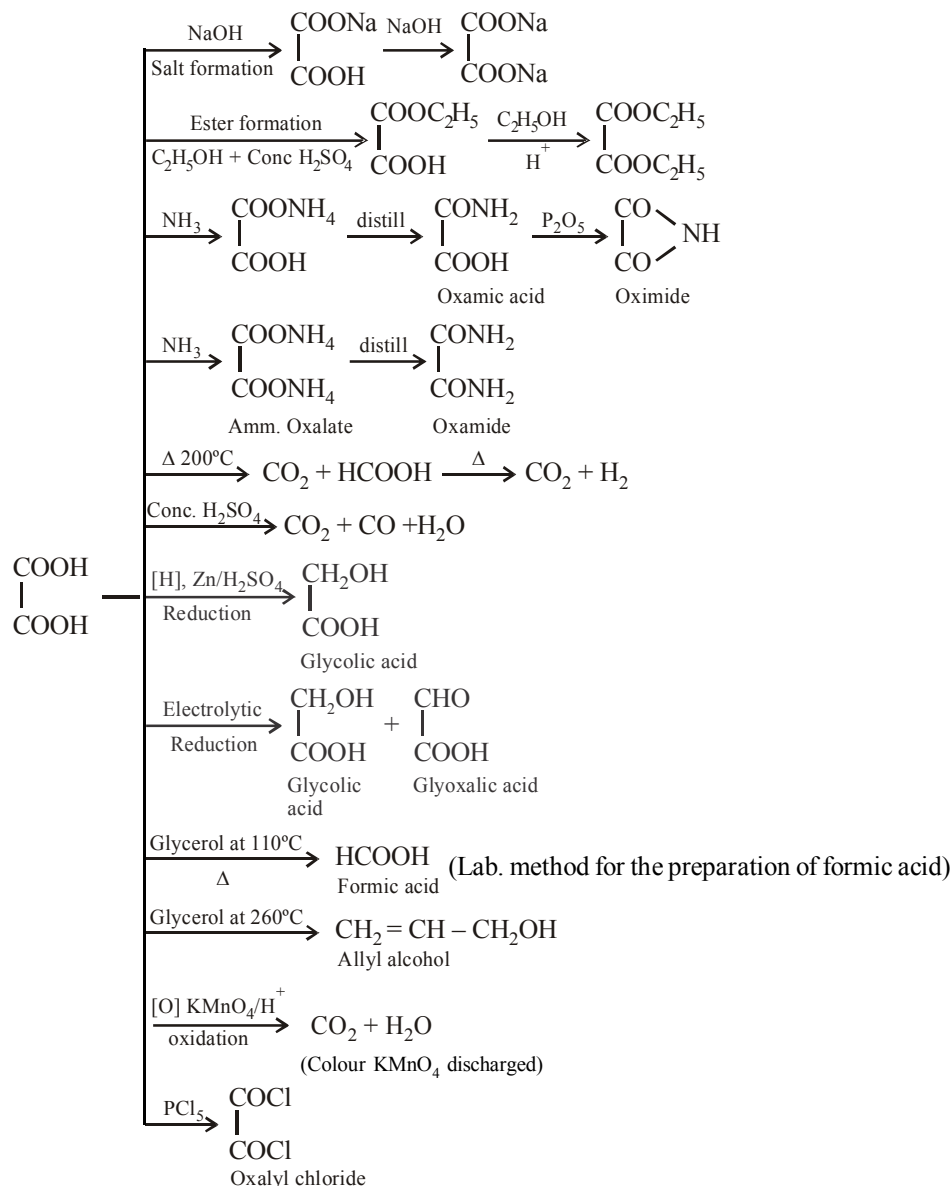 NaOH COONa NaOH COONa
Salt formation COOH COONa
Ester formation COOC₂H₅ C₂H₅OH COOC₂H₅
C₂H₅OH + Conc H₂SO₄ COOH H⁺ COOC₂H₅
NH₃ COONH₄ distill CONH₂ P₂O₅ CO NH
COOH COOH CO
Oxamic acid Oximide
NH₃ COONH₄ distill CONH₂
COONH₄ CONH₂
Amm. Oxalate Oxamide
Δ 200ºC CO₂ + HCOOH Δ CO₂ + H₂
Conc. H₂SO₄ CO₂ + CO +H₂O
COOH
COOH
[H], Zn/H₂SO₄ CH₂OH
Reduction COOH
Glycolic acid
Electrolytic CH₂OH + CHO
Reduction COOH COOH
Glycolic Glyoxalic acid
acid
Glycerol at 110ºC HCOOH (Lab. method for the preparation of formic acid)
Δ Formic acid
Glycerol at 260ºC CH₂ = CH – CH₂OH
Allyl alcohol
[O] KMnO₄/H⁺ CO₂ + H₂O
oxidation
(Colour KMnO₄ discharged)
PCl₅ COCl
COCl
Oxalyl chloride